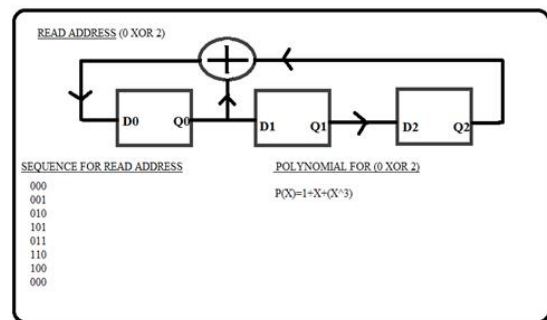 READ ADDRESS (0 XOR 2)
D0 Q0 D1 Q1 D2 Q2
SEQUENCE FOR READ ADDRESS
000
001
010
101
011
110
100
000
POLYNOMIAL FOR (0 XOR 2)
P(X)=1+X+(X^3)